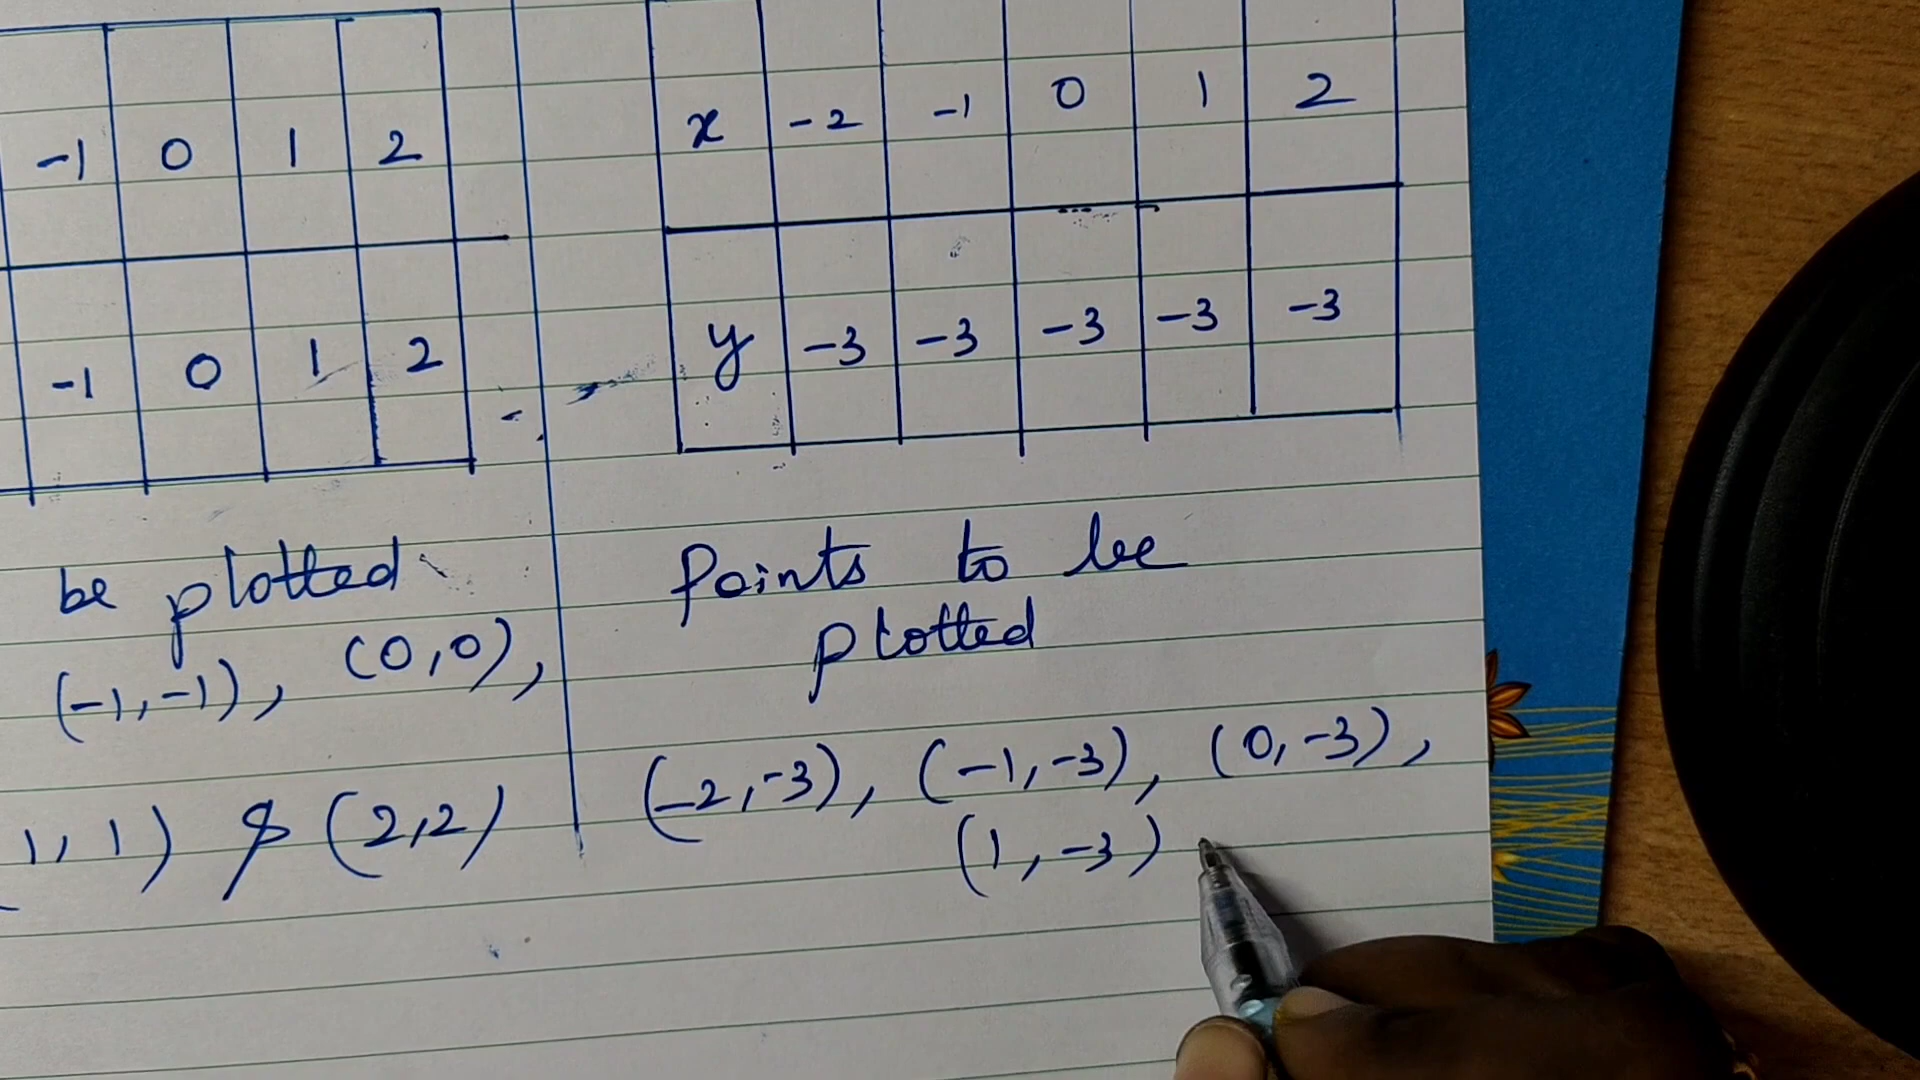 -1 0 1 2
-1 0 1 2
be plotted
(-1,-1), (0,0),
1,1) & (2,2)
x -2 -1 0 1 2
y -3 -3 -3 -3 -3
Points to be
plotted
(-2,-3), (-1,-3), (0,-3),
(1,-3)